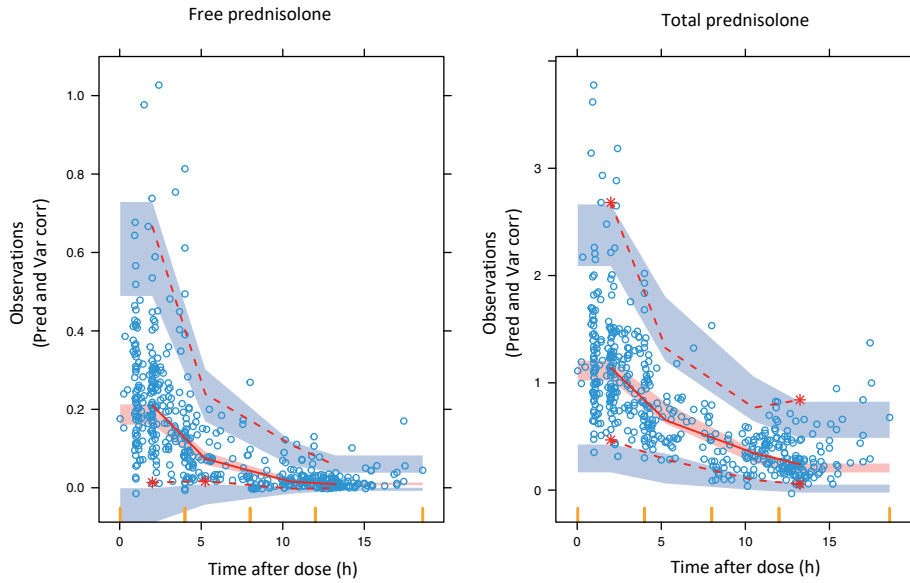 Free prednisolone
Total prednisolone
Observations
(Pred and Var corr)
1.0
0.8
0.6
0.4
0.2
0.0
0
5
10
15
Time after dose (h)
Observations
(Pred and Var corr)
3
2
1
0
0
5
10
15
Time after dose (h)